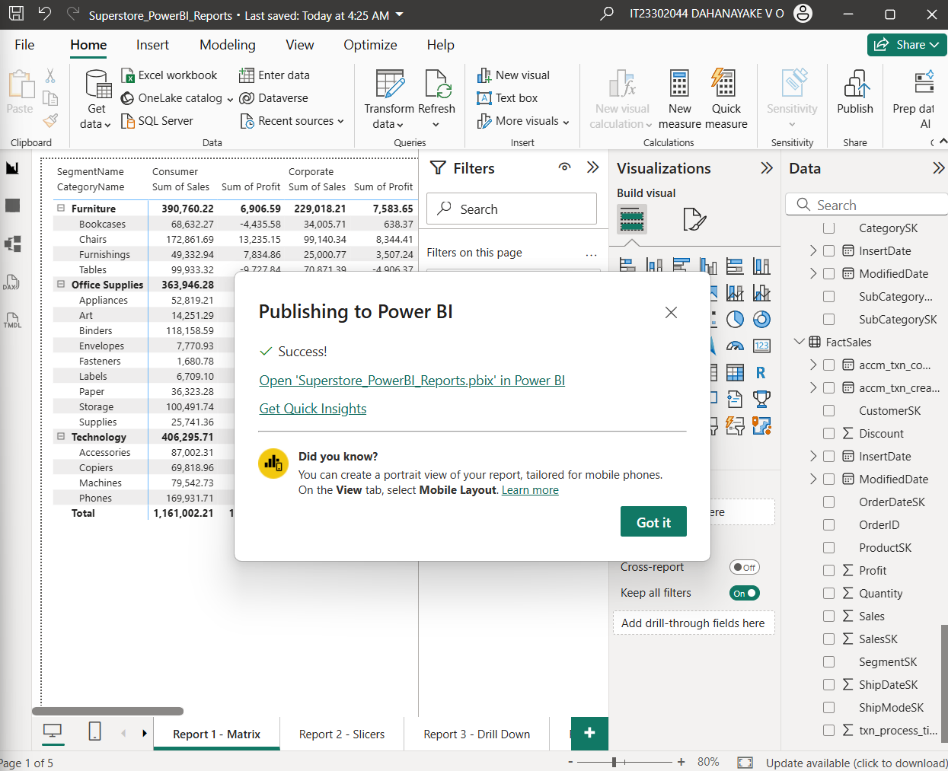 Superstore_PowerBI_Reports • Last saved: Today at 4:25 AM
IT23302044 DAHANAYAKE V O
File Home Insert Modeling View Optimize Help
Share
Paste
Clipboard
Get data
Excel workbook
OneLake catalog
SQL Server
Enter data
Dataverse
Recent sources
Data
Transform data
Refresh
Queries
New visual
Text box
More visuals
Insert
New visual calculation
New measure
Quick measure
Calculations
Sensitivity
Sensitivity
Publish
Share
Prep dat
AI
DAX
TMDL
SegmentName Consumer Corporate
CategoryName Sum of Sales Sum of Profit Sum of Sales Sum of Profit
Furniture 390,760.22 6,906.59 229,018.21 7,583.65
Bookcases 68,632.27 -4,435.58 34,005.71 638.37
Chairs 172,861.69 13,235.15 99,140.34 8,344.41
Furnishings 49,332.94 7,834.86 25,000.77 3,507.24
Tables 99,933.32 -9,727.84 70,871.39 -4,906.37
Office Supplies 363,946.28
Appliances 52,819.21
Art 14,251.29
Binders 118,158.59
Envelopes 7,770.93
Fasteners 1,680.78
Labels 6,709.10
Paper 36,323.28
Storage 100,491.74
Supplies 25,741.36
Technology 406,295.71
Accessories 87,002.31
Copiers 69,818.96
Machines 79,542.73
Phones 169,931.71
Total 1,161,002.21 1
Filters
Search
Filters on this page
...
Publishing to Power BI
Success!
Open 'Superstore_PowerBI_Reports.pbix' in Power BI
Get Quick Insights
Did you know?
You can create a portrait view of your report, tailored for mobile phones.
On the View tab, select Mobile Layout. Learn more
Got it
Visualizations
Build visual
123
R
ere
Cross-report Off
Keep all filters On
Add drill-through fields here
Data
Search
CategorySK
InsertDate
ModifiedDate
SubCategory...
SubCategorySK
FactSales
accm_txn_co...
accm_txn_crea...
CustomerSK
Discount
InsertDate
ModifiedDate
OrderDateSK
OrderID
ProductSK
Profit
Quantity
Sales
SalesSK
SegmentSK
ShipDateSK
ShipModeSK
txn_process_ti...
Report 1 - Matrix Report 2 - Slicers Report 3 - Drill Down
Page 1 of 5
- + 80%
Update available (click to download)